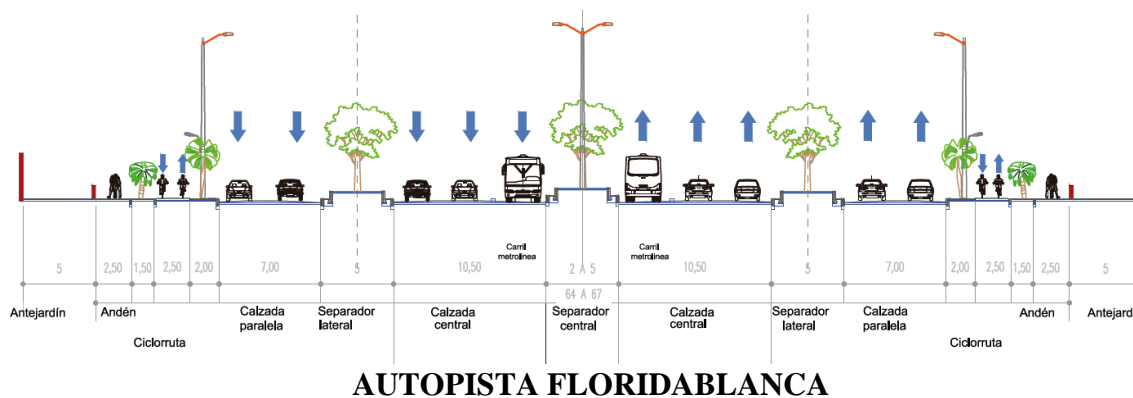 Carril metrolinea
Carril metrolinea
5 2,50 1,50 2,50 2,00 7,00 5 10,50 2 A 5 10,50 5 7,00 2,00 2,50 1,50 2,50 5
64 A 67
Antejardín Andén Calzada paralela Separador lateral Calzada central Separador central Calzada central Separador lateral Calzada paralela Andén Antejard
Ciclorruta Ciclorruta
AUTOPISTA FLORIDABLANCA